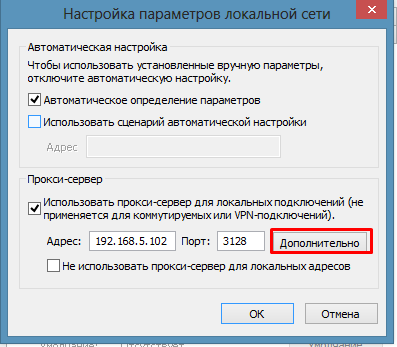 Настройка параметров локальной сети
Автоматическая настройка
Чтобы использовать установленные вручную параметры,
отключите автоматическую настройку.
Автоматическое определение параметров
Использовать сценарий автоматической настройки
Адрес
Прокси-сервер
Использовать прокси-сервер для локальных подключений (не
применяется для коммутируемых или VPN-подключений).
Адрес: 192.168.5.102 Порт: 3128 Дополнительно
Не использовать прокси-сервер для локальных адресов
ОК Отмена